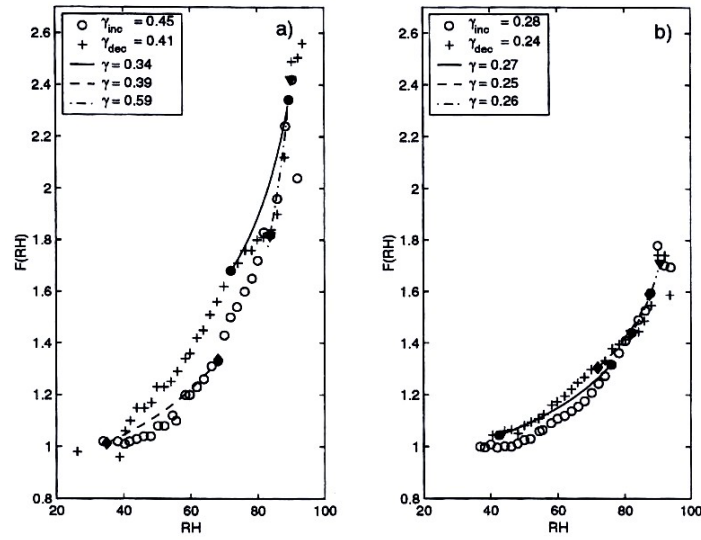 γinc = 0.45
γdec = 0.41
γ = 0.34
γ = 0.39
γ = 0.59
a)
2.6
2.4
2.2
2
1.8
1.6
1.4
1.2
1
0.8
F(RH)
20
40
60
80
100
RH
γinc = 0.28
γdec = 0.24
γ = 0.27
γ = 0.25
γ = 0.26
b)
2.6
2.4
2.2
2
1.8
1.6
1.4
1.2
1
0.8
F(RH)
20
40
60
80
100
RH